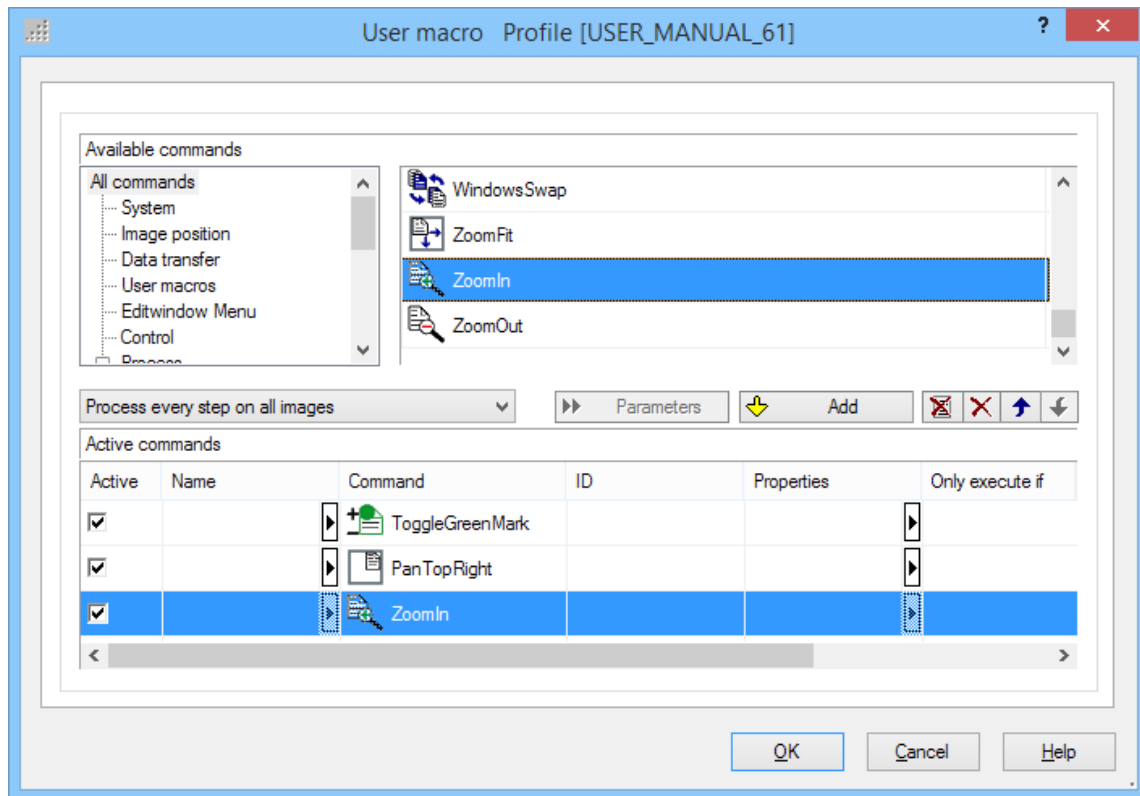 User macro Profile [USER_MANUAL_61] ?
Available commands
All commands
System
Image position
Data transfer
User macros
Editwindow Menu
Control
Process
WindowsSwap
ZoomFit
ZoomIn
ZoomOut
Process every step on all images
Parameters
Add
Active commands
Active Name Command ID Properties Only execute if
ToggleGreenMark
PanTopRight
ZoomIn
OK Cancel Help